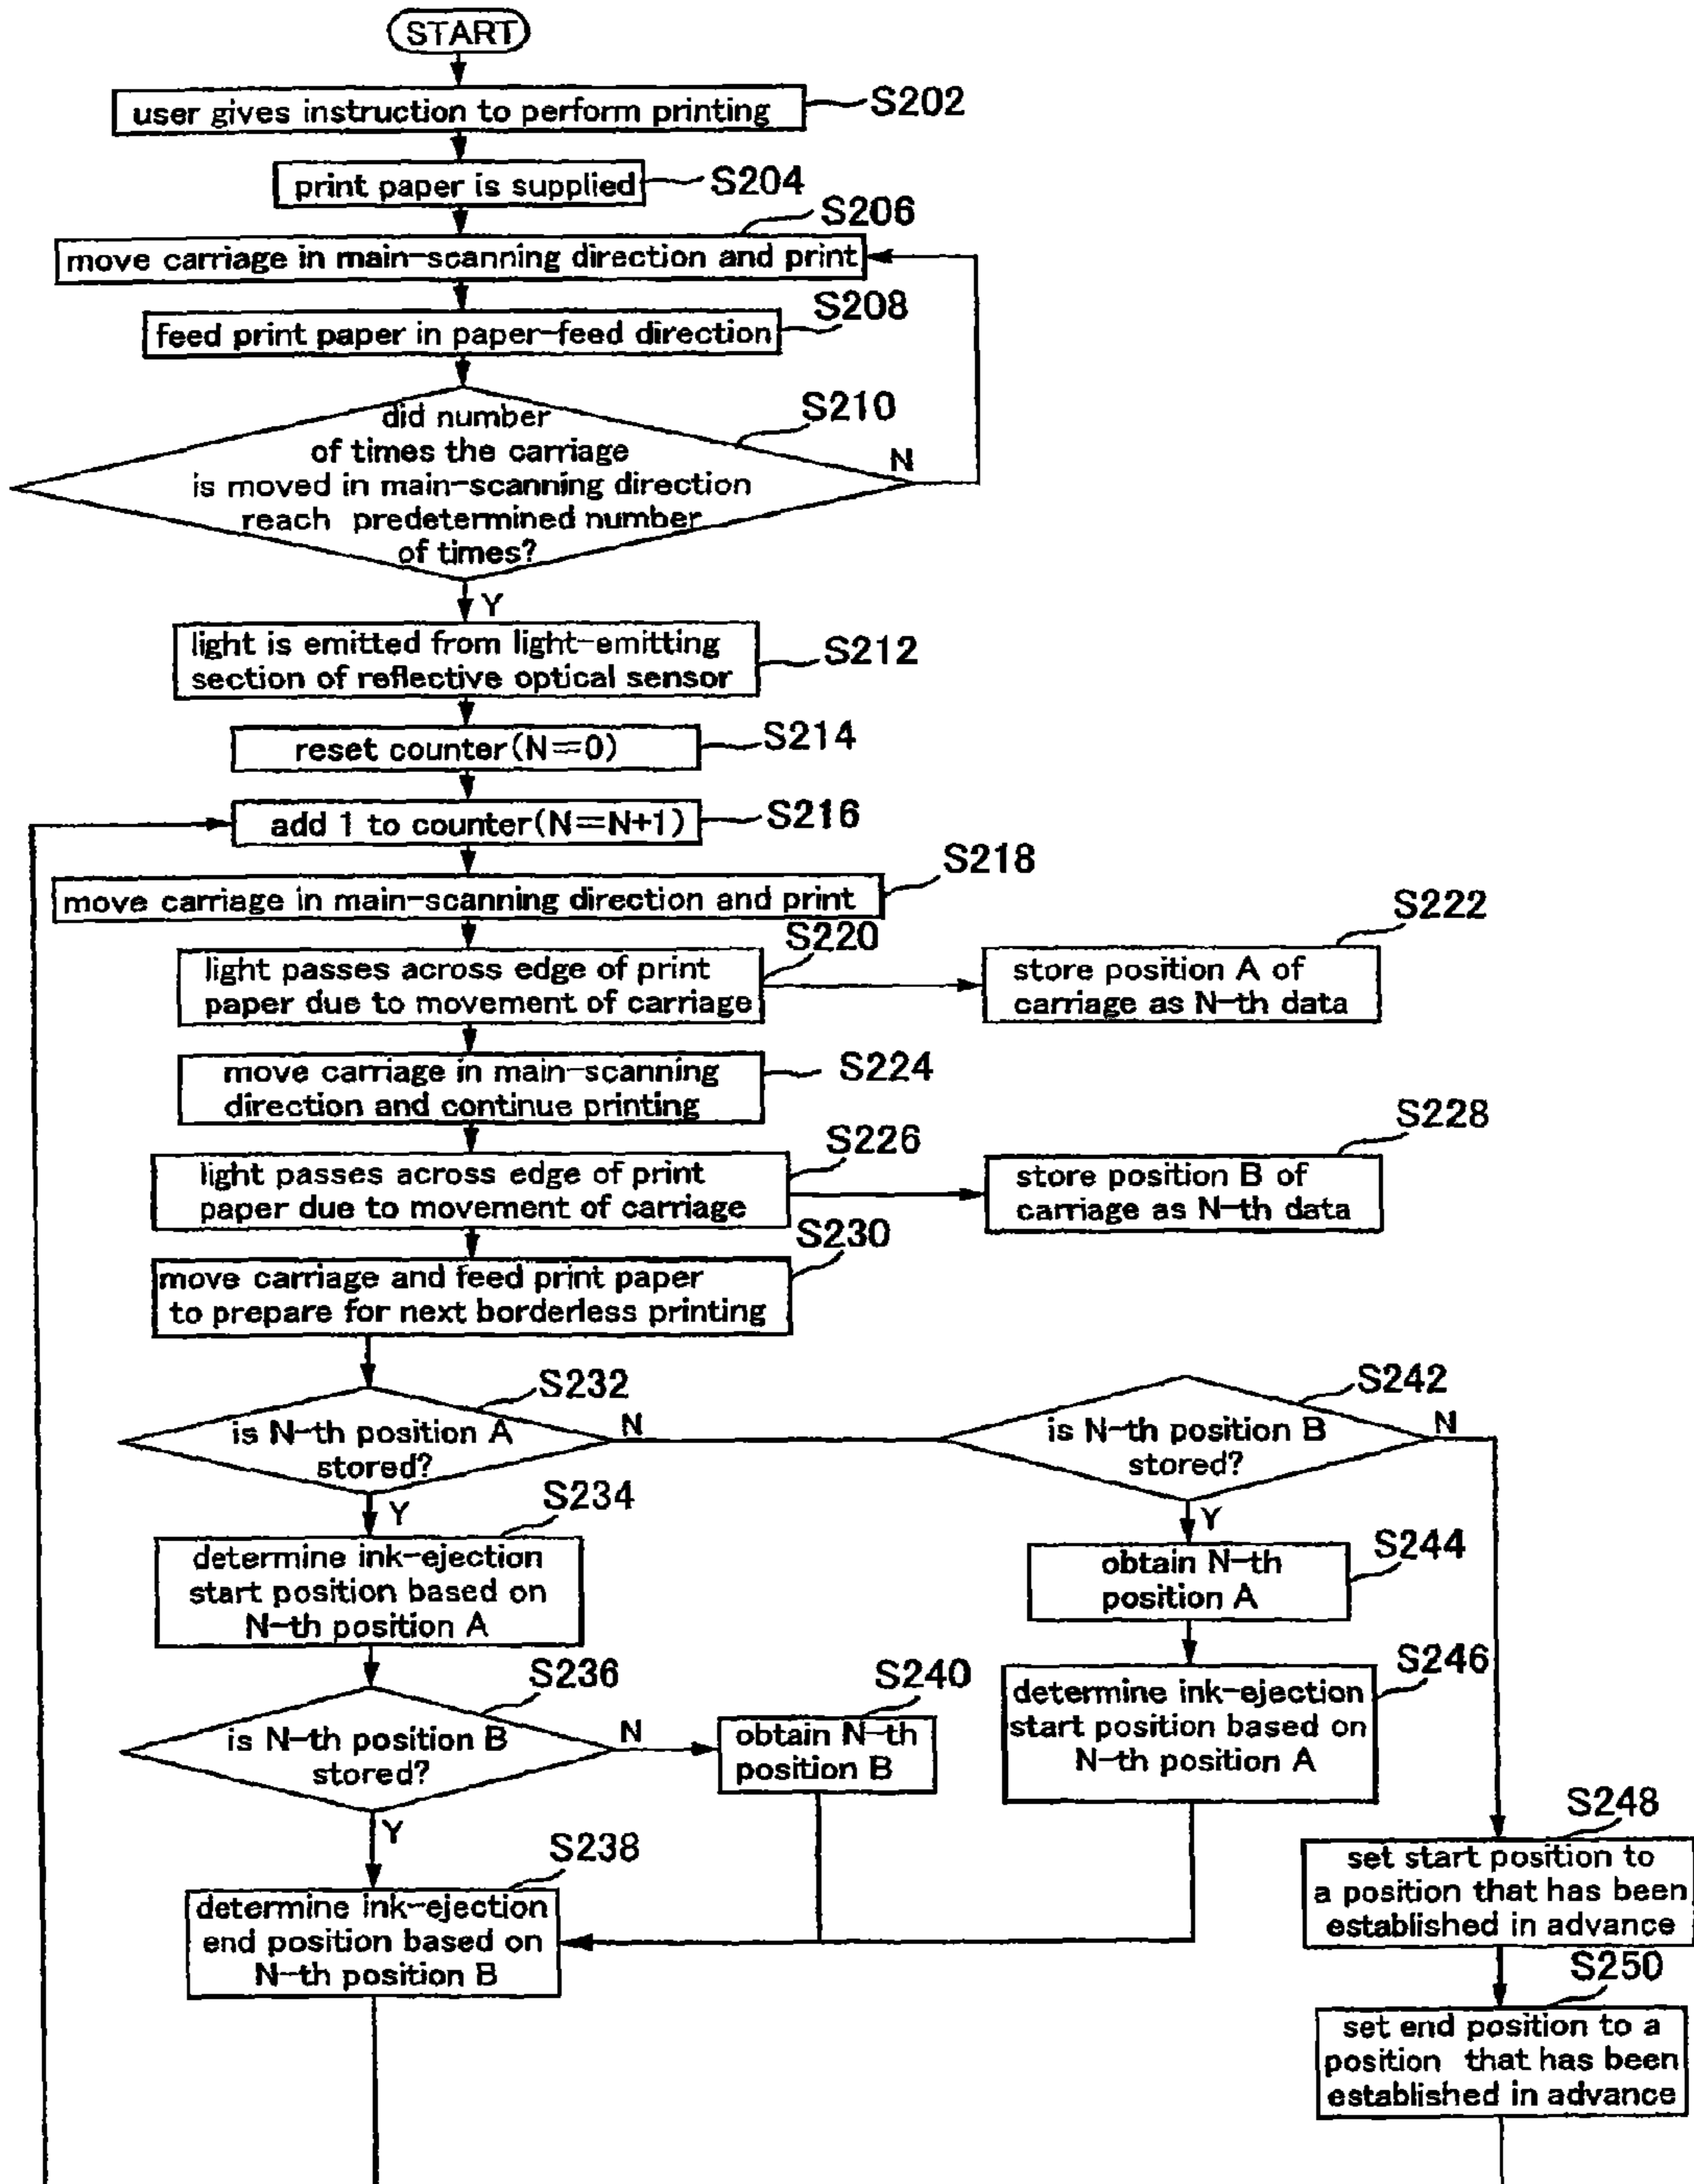 START
user gives instruction to perform printing
S202
print paper is supplied
S204
S206
move carriage in main-scanning direction and print
S208
feed print paper in paper-feed direction
did number
of times the carriage
is moved in main-scanning direction
reach predetermined number
of times?
S210
N
Y
light is emitted from light-emitting
section of reflective optical sensor
S212
reset counter(N=0)
S214
add 1 to counter(N=N+1)
S216
S218
move carriage in main-scanning direction and print
S220
light passes across edge of print
paper due to movement of carriage
S222
store position A of
carriage as N-th data
move carriage in main-scanning
direction and continue printing
S224
S226
light passes across edge of print
paper due to movement of carriage
S228
store position B of
carriage as N-th data
S230
move carriage and feed print paper
to prepare for next borderless printing
S232
is N-th position A
stored?
N
Y
S242
is N-th position B
stored?
N
Y
S234
determine ink-ejection
start position based on
N-th position A
S244
obtain N-th
position A
S236
is N-th position B
stored?
N
Y
S240
obtain N-th
position B
S246
determine ink-ejection
start position based on
N-th position A
S238
determine ink-ejection
end position based on
N-th position B
S248
set start position to
a position that has been
established in advance
S250
set end position to a
position that has been
established in advance